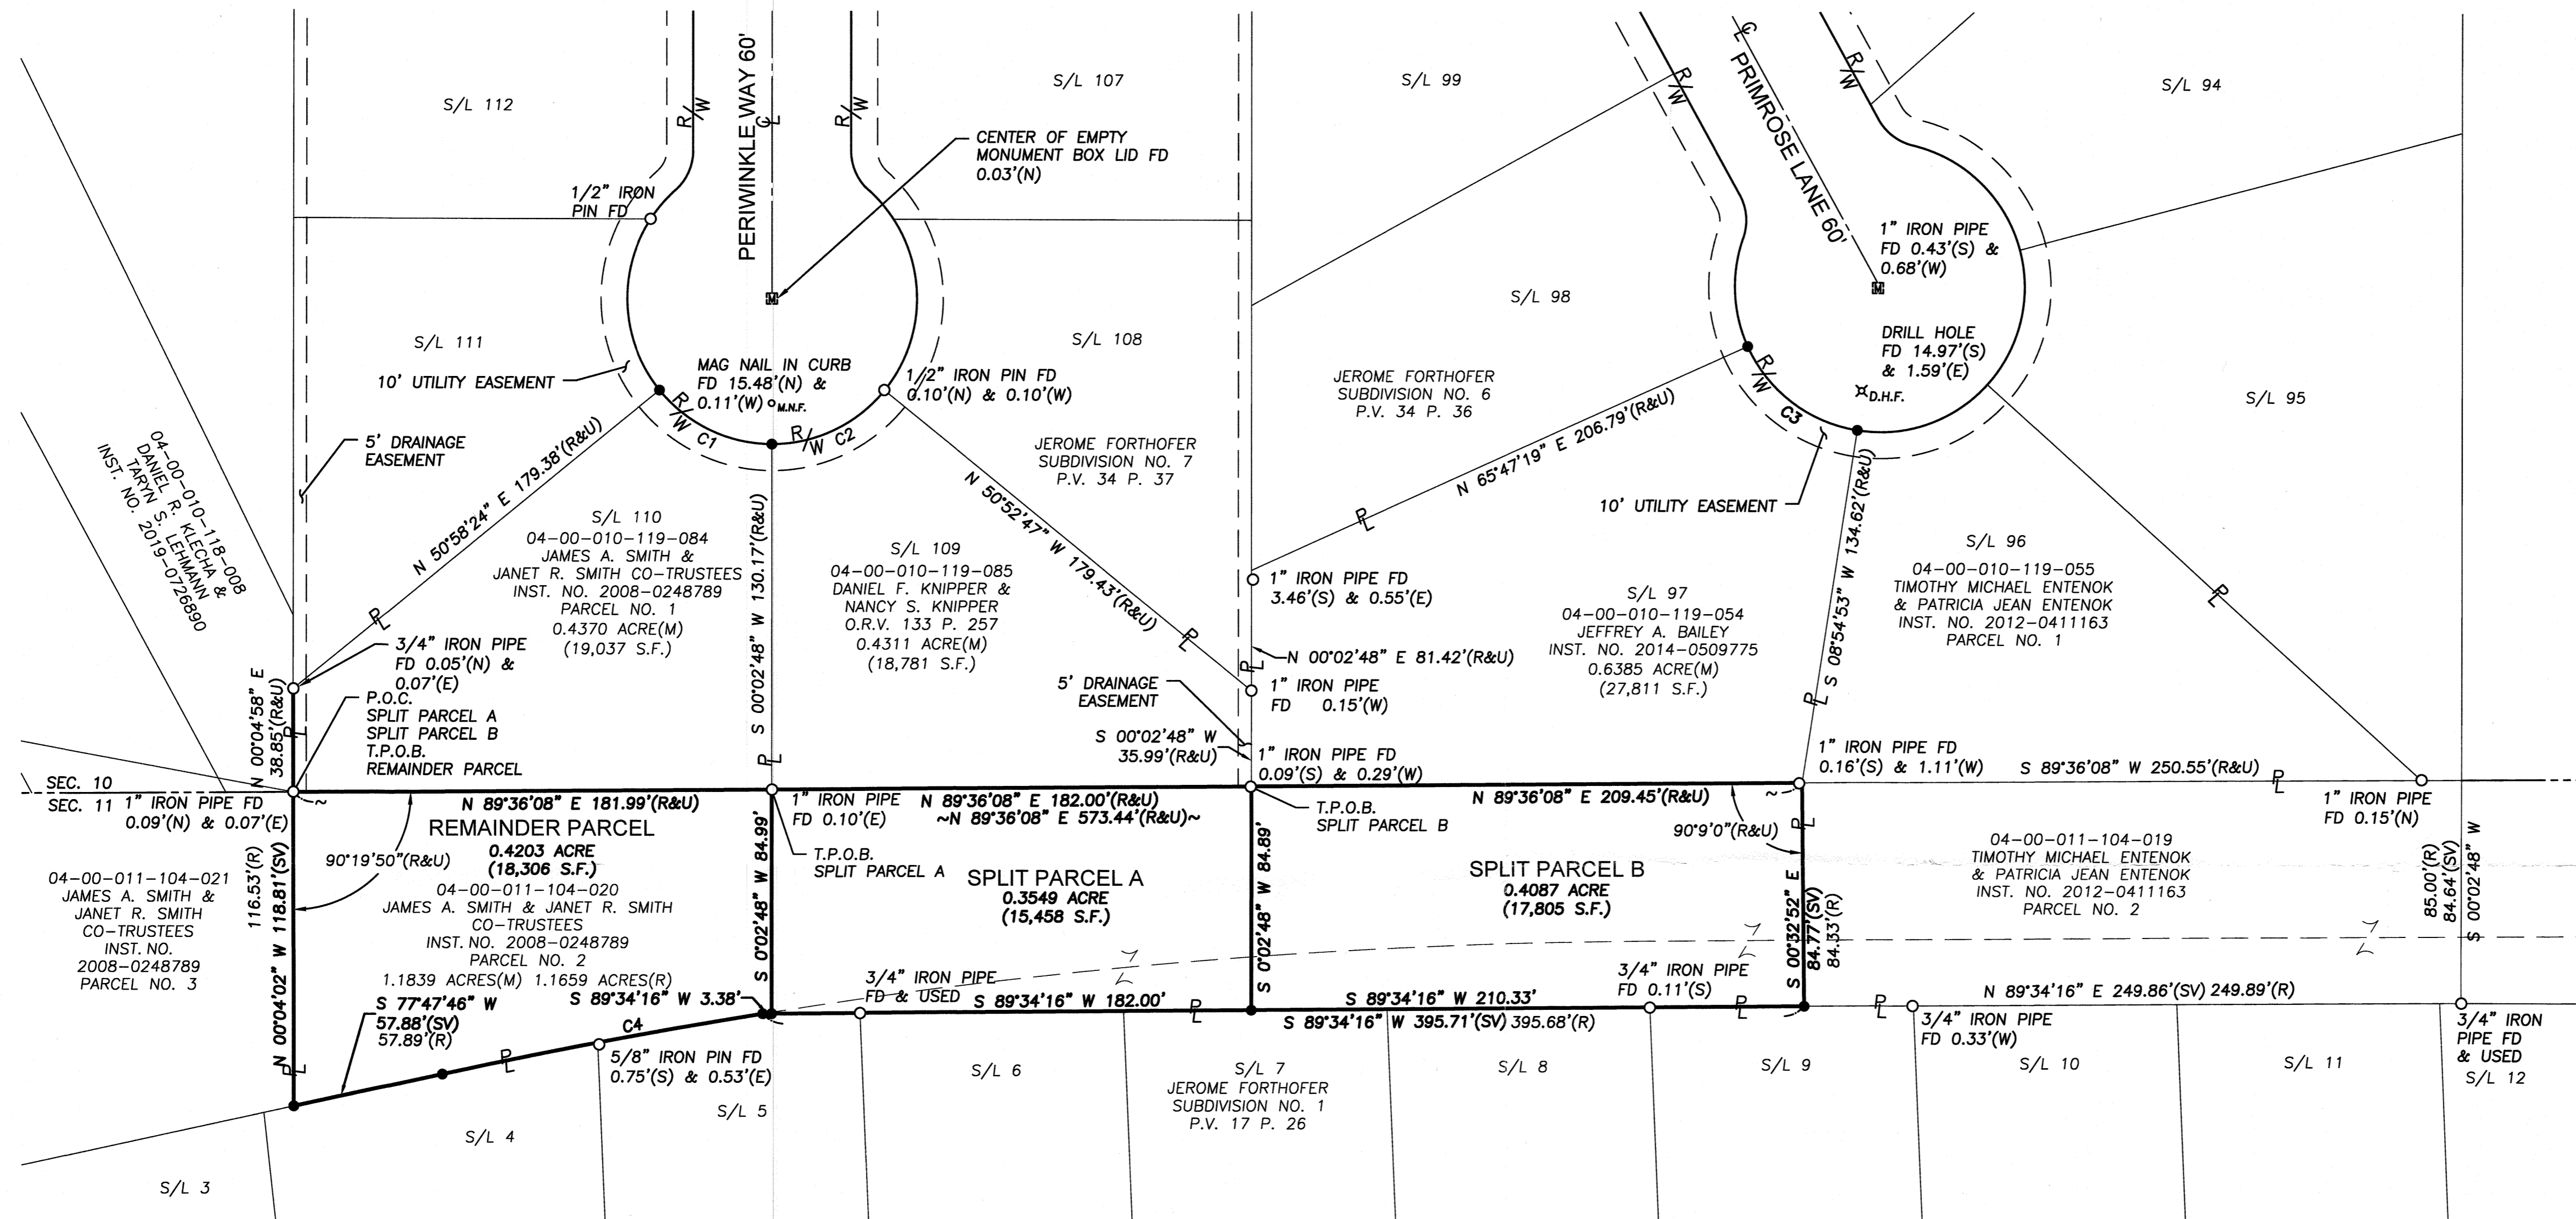 S/L 112
S/L 107
S/L 99
S/L 94
R/W
R/W
R/W
R/W
PERIWINKLE WAY 60'
CL
CL
PRIMROSE LANE 60'
CENTER OF EMPTY
MONUMENT BOX LID FD
0.03'(N)
1/2" IRON
PIN FD
M
1" IRON PIPE
FD 0.43'(S) &
0.68'(W)
M
S/L 111
S/L 108
S/L 98
S/L 95
10' UTILITY EASEMENT
MAG NAIL IN CURB
FD 15.48'(N) &
0.11'(W)
M.N.F.
1/2" IRON PIN FD
0.10'(N) & 0.10'(W)
R/W C1
R/W C2
DRILL HOLE
FD 14.97'(S)
& 1.59'(E)
D.H.F.
R/W
C3
JEROME FORTHOFER
SUBDIVISION NO. 6
P.V. 34 P. 36
JEROME FORTHOFER
SUBDIVISION NO. 7
P.V. 34 P. 37
5' DRAINAGE
EASEMENT
04-00-010-118-008
DANIEL R. KLECHA &
TARYN S. LEHMANN
INST. NO. 2019-0726890
N 50°58'24" E 179.38'(R&U)
PL
S/L 110
04-00-010-119-084
JAMES A. SMITH &
JANET R. SMITH CO-TRUSTEES
INST. NO. 2008-0248789
PARCEL NO. 1
0.4370 ACRE(M)
(19,037 S.F.)
S 00°02'48" W 130.17'(R&U)
PL
S/L 109
04-00-010-119-085
DANIEL F. KNIPPER &
NANCY S. KNIPPER
O.R.V. 133 P. 257
0.4311 ACRE(M)
(18,781 S.F.)
N 50°52'47" W 179.43'(R&U)
PL
N 65°47'19" E 206.79'(R&U)
PL
10' UTILITY EASEMENT
1" IRON PIPE FD
3.46'(S) & 0.55'(E)
N 00°02'48" E 81.42'(R&U)
PL
1" IRON PIPE
FD 0.15'(W)
S/L 97
04-00-010-119-054
JEFFREY A. BAILEY
INST. NO. 2014-0509775
0.6385 ACRE(M)
(27,811 S.F.)
S 08°54'53" W 134.62'(R&U)
PL
S/L 96
04-00-010-119-055
TIMOTHY MICHAEL ENTENOK
& PATRICIA JEAN ENTENOK
INST. NO. 2012-0411163
PARCEL NO. 1
PL
3/4" IRON PIPE
FD 0.05'(N) &
0.07'(E)
P.O.C.
SPLIT PARCEL A
SPLIT PARCEL B
T.P.O.B.
REMAINDER PARCEL
N 00°04'58" E
38.85'(R&U)
PL
5' DRAINAGE
EASEMENT
S 00°02'48" W
35.99'(R&U)
1" IRON PIPE FD
0.09'(S) & 0.29'(W)
1" IRON PIPE FD
0.16'(S) & 1.11'(W)
S 89°36'08" W 250.55'(R&U)
PL
SEC. 10
SEC. 11
1" IRON PIPE FD
0.09'(N) & 0.07'(E)
~
N 89°36'08" E 181.99'(R&U)
1" IRON PIPE
FD 0.10'(E)
N 89°36'08" E 182.00'(R&U)
~N 89°36'08" E 573.44'(R&U)~
N 89°36'08" E 209.45'(R&U)
~
1" IRON PIPE
FD 0.15'(N)
T.P.O.B.
SPLIT PARCEL B
90°9'0"(R&U)
PL
T.P.O.B.
SPLIT PARCEL A
REMAINDER PARCEL
0.4203 ACRE
(18,306 S.F.)
90°19'50"(R&U)
04-00-011-104-020
JAMES A. SMITH & JANET R. SMITH
CO-TRUSTEES
INST. NO. 2008-0248789
PARCEL NO. 2
1.1839 ACRES(M) 1.1659 ACRES(R)
04-00-011-104-021
JAMES A. SMITH &
JANET R. SMITH
CO-TRUSTEES
INST. NO.
2008-0248789
PARCEL NO. 3
116.53'(R)
N 00°04'02" W 118.81'(SV)
PL
S 0°02'48" W 84.99'
SPLIT PARCEL A
0.3549 ACRE
(15,458 S.F.)
S 0°02'48" W 84.89'
SPLIT PARCEL B
0.4087 ACRE
(17,805 S.F.)
S 00°32'52" E
84.77'(SV)
84.33'(R)
04-00-011-104-019
TIMOTHY MICHAEL ENTENOK
& PATRICIA JEAN ENTENOK
INST. NO. 2012-0411163
PARCEL NO. 2
85.00'(R)
84.64'(SV)
S 00°02'48" W
S 77°47'46" W
57.88'(SV)
57.89'(R)
PL
C4
S 89°34'16" W 3.38'
3/4" IRON PIPE
FD & USED
S 89°34'16" W 182.00'
PL
S 89°34'16" W 210.33'
3/4" IRON PIPE
FD 0.11'(S)
PL
S 89°34'16" W 395.71'(SV) 395.68'(R)
PL
N 89°34'16" E 249.86'(SV) 249.89'(R)
3/4" IRON PIPE
FD 0.33'(W)
3/4" IRON
PIPE FD
& USED
5/8" IRON PIN FD
0.75'(S) & 0.53'(E)
S/L 3
S/L 4
S/L 5
S/L 6
S/L 7
JEROME FORTHOFER
SUBDIVISION NO. 1
P.V. 17 P. 26
S/L 8
S/L 9
S/L 10
S/L 11
S/L 12